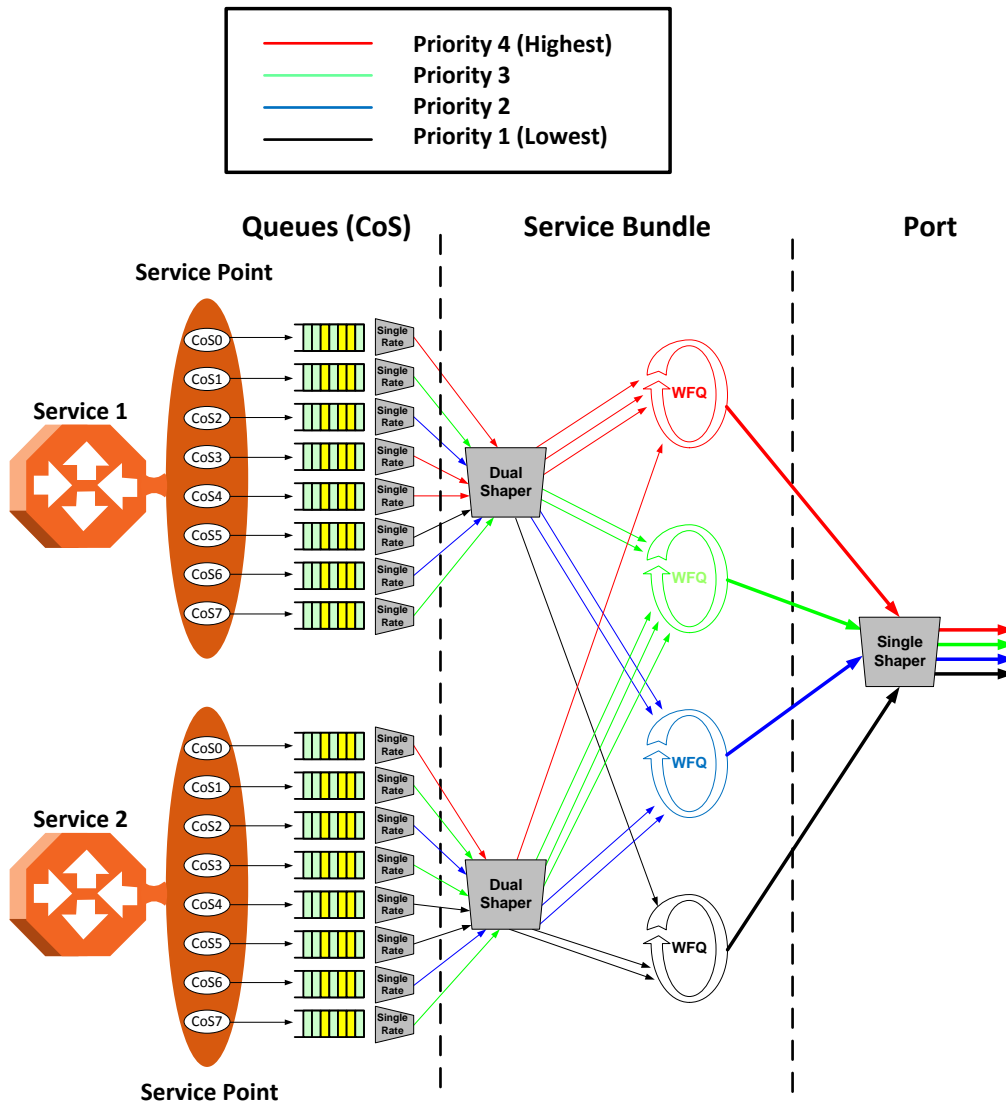 Priority 4 (Highest)
Priority 3
Priority 2
Priority 1 (Lowest)
Queues (CoS)
Service Bundle
Port
Service Point
Service 1
CoS0
CoS1
CoS2
CoS3
CoS4
CoS5
CoS6
CoS7
Single
Rate
Single
Rate
Single
Rate
Single
Rate
Single
Rate
Single
Rate
Single
Rate
Single
Rate
Dual
Shaper
WFQ
WFQ
WFQ
WFQ
Single
Shaper
Service 2
CoS0
CoS1
CoS2
CoS3
CoS4
CoS5
CoS6
CoS7
Single
Rate
Single
Rate
Single
Rate
Single
Rate
Single
Rate
Single
Rate
Single
Rate
Single
Rate
Dual
Shaper
Service Point